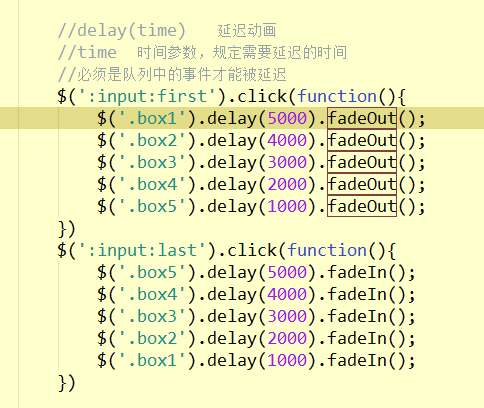 //delay(time)   延迟动画
//time  时间参数，规定需要延迟的时间
//必须是队列中的事件才能被延迟
$(':input:first').click(function(){
    $('.box1').delay(5000).fadeOut();
    $('.box2').delay(4000).fadeOut();
    $('.box3').delay(3000).fadeOut();
    $('.box4').delay(2000).fadeOut();
    $('.box5').delay(1000).fadeOut();
})
$(':input:last').click(function(){
    $('.box5').delay(5000).fadeIn();
    $('.box4').delay(4000).fadeIn();
    $('.box3').delay(3000).fadeIn();
    $('.box2').delay(2000).fadeIn();
    $('.box1').delay(1000).fadeIn();
})